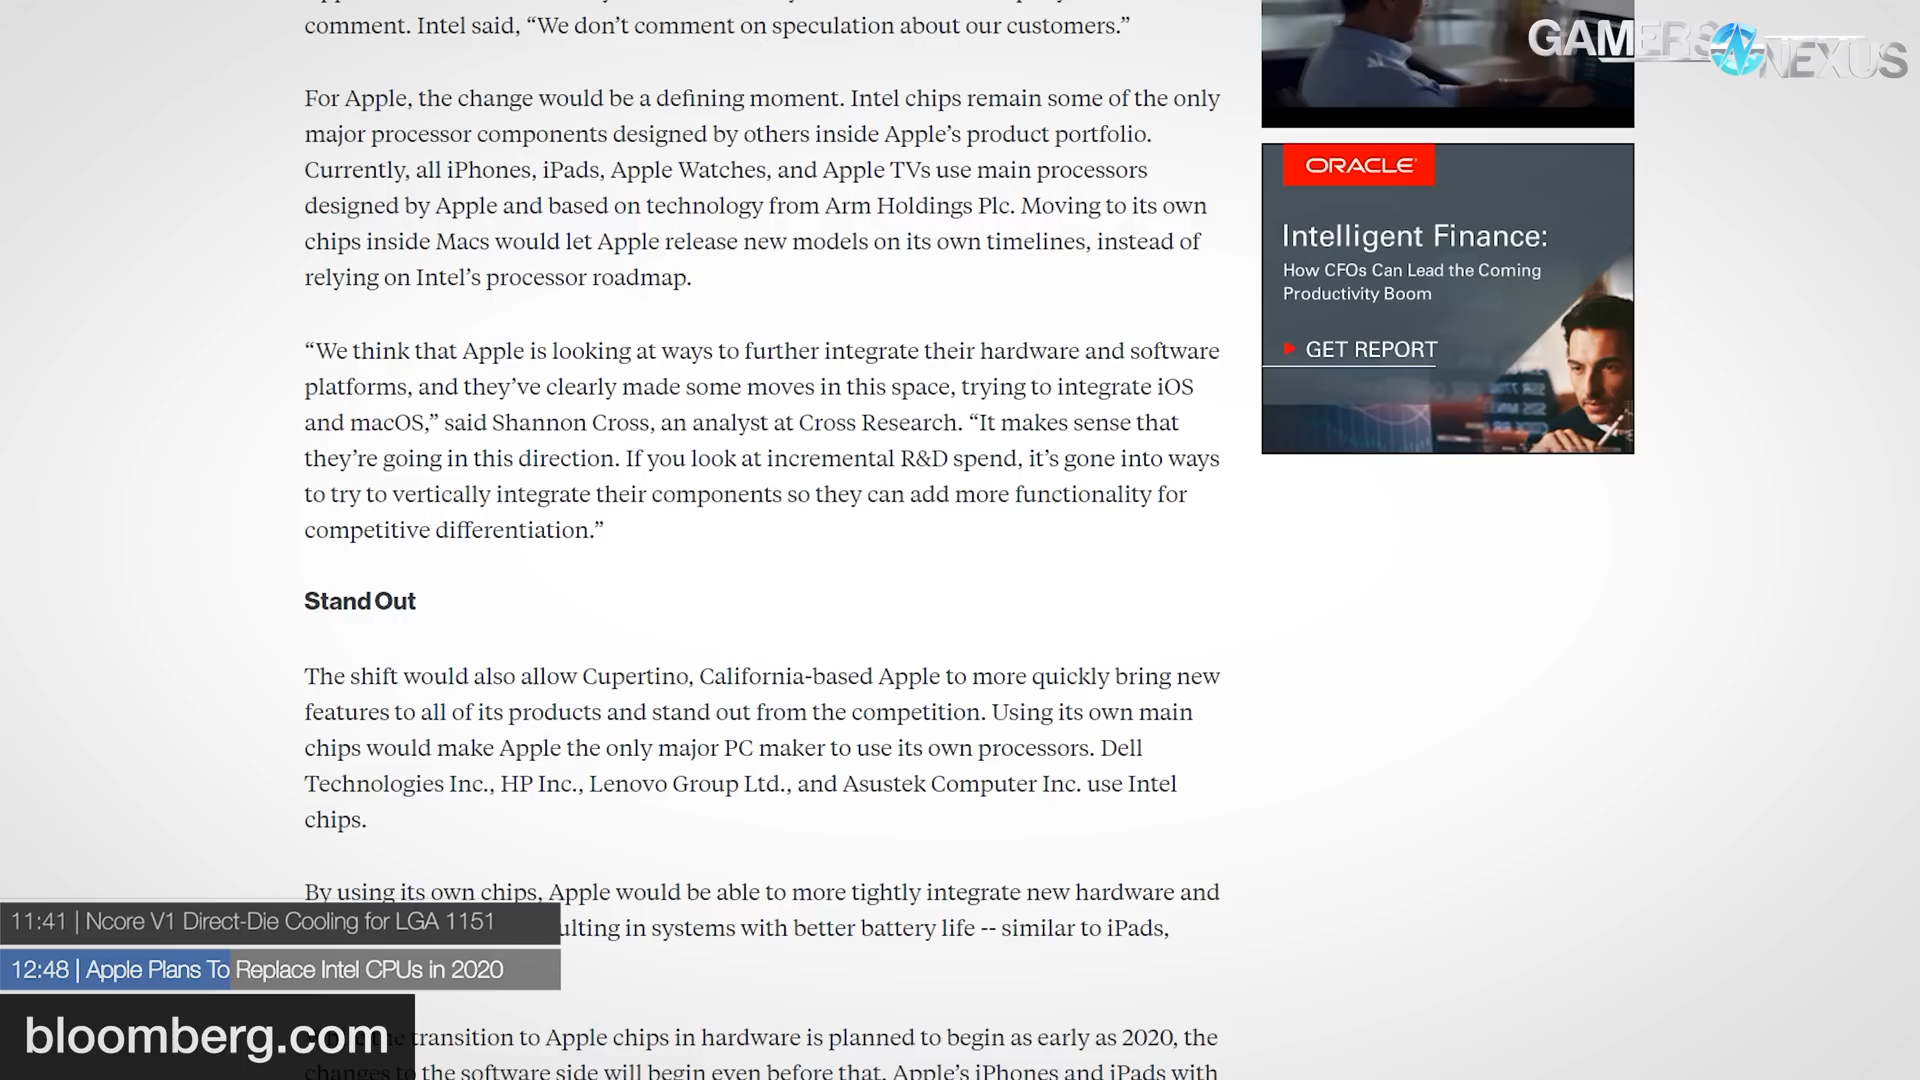 comment. Intel said, “We don’t comment on speculation about our customers.”
For Apple, the change would be a defining moment. Intel chips remain some of the only
major processor components designed by others inside Apple’s product portfolio.
Currently, all iPhones, iPads, Apple Watches, and Apple TVs use main processors
designed by Apple and based on technology from Arm Holdings Plc. Moving to its own
chips inside Macs would let Apple release new models on its own timelines, instead of
relying on Intel’s processor roadmap.
“We think that Apple is looking at ways to further integrate their hardware and software
platforms, and they’ve clearly made some moves in this space, trying to integrate iOS
and macOS,” said Shannon Cross, an analyst at Cross Research. “It makes sense that
they’re going in this direction. If you look at incremental R&D spend, it’s gone into ways
to try to vertically integrate their components so they can add more functionality for
competitive differentiation.”
Stand Out
The shift would also allow Cupertino, California-based Apple to more quickly bring new
features to all of its products and stand out from the competition. Using its own main
chips would make Apple the only major PC maker to use its own processors. Dell
Technologies Inc., HP Inc., Lenovo Group Ltd., and Asustek Computer Inc. use Intel
chips.
By using its own chips, Apple would be able to more tightly integrate new hardware and
ulting in systems with better battery life -- similar to iPads,
transition to Apple chips in hardware is planned to begin as early as 2020, the
changes to the software side will begin even before that. Apple’s iPhones and iPads with
GAMERS NEXUS
ORACLE
Intelligent Finance:
How CFOs Can Lead the Coming
Productivity Boom
GET REPORT
11:41 | Ncore V1 Direct-Die Cooling for LGA 1151
12:48 | Apple Plans To Replace Intel CPUs in 2020
bloomberg.com